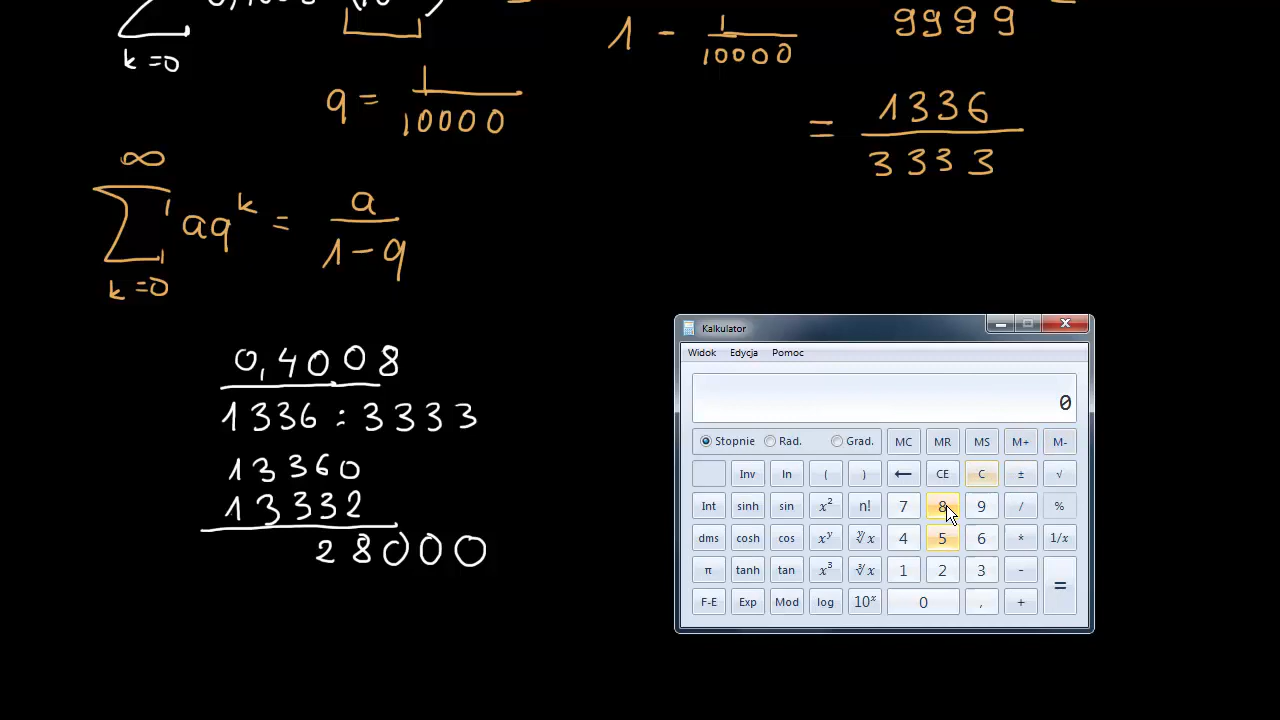 k=0
q = 1/10000
1 - 1/10000
9999
= 1336/3333
∞
∑ aq^k = a/1-q
k=0
0,4008
1336:3333
13360
13332
28000
Kalkulator
Widok Edycja Pomoc
0
Stopnie Rad. Grad. MC MR MS M+ M-
Inv ln ( ) ← CE C ± √
Int sinh sin x² n! 7 8 9 / %
dms cosh cos x^y y√x 4 5 6 * 1/x
π tanh tan x³ ³√x 1 2 3 - =
F-E Exp Mod log 10^x 0 , +